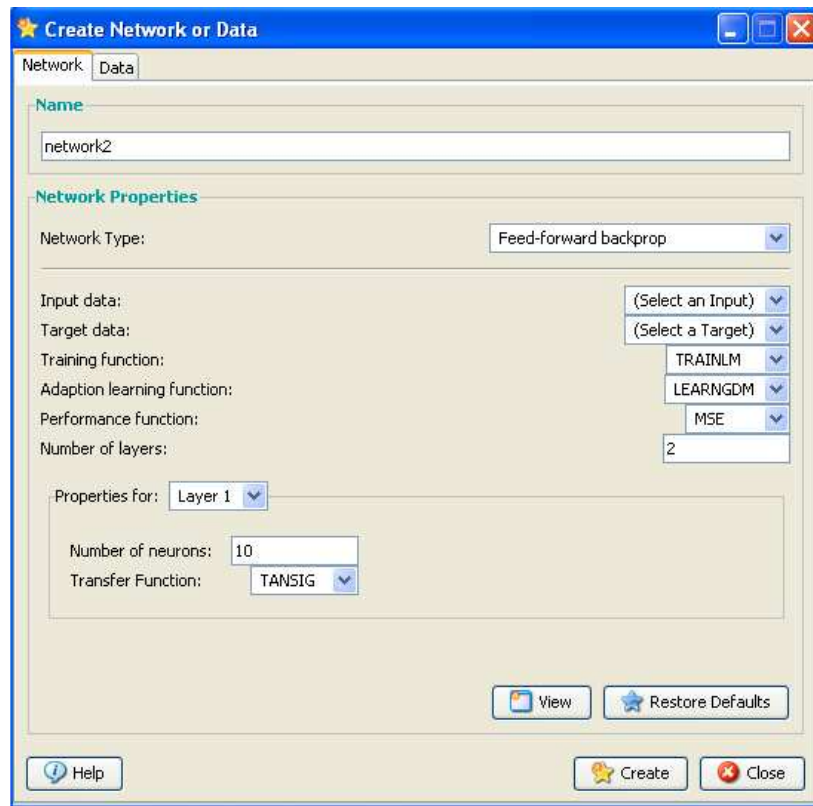 Create Network or Data
Network Data
Name
network2
Network Properties
Network Type: Feed-forward backprop
Input data: (Select an Input)
Target data: (Select a Target)
Training function: TRAINLM
Adaption learning function: LEARNGDM
Performance function: MSE
Number of layers: 2
Properties for: Layer 1
Number of neurons: 10
Transfer Function: TANSIG
View Restore Defaults
Help Create Close